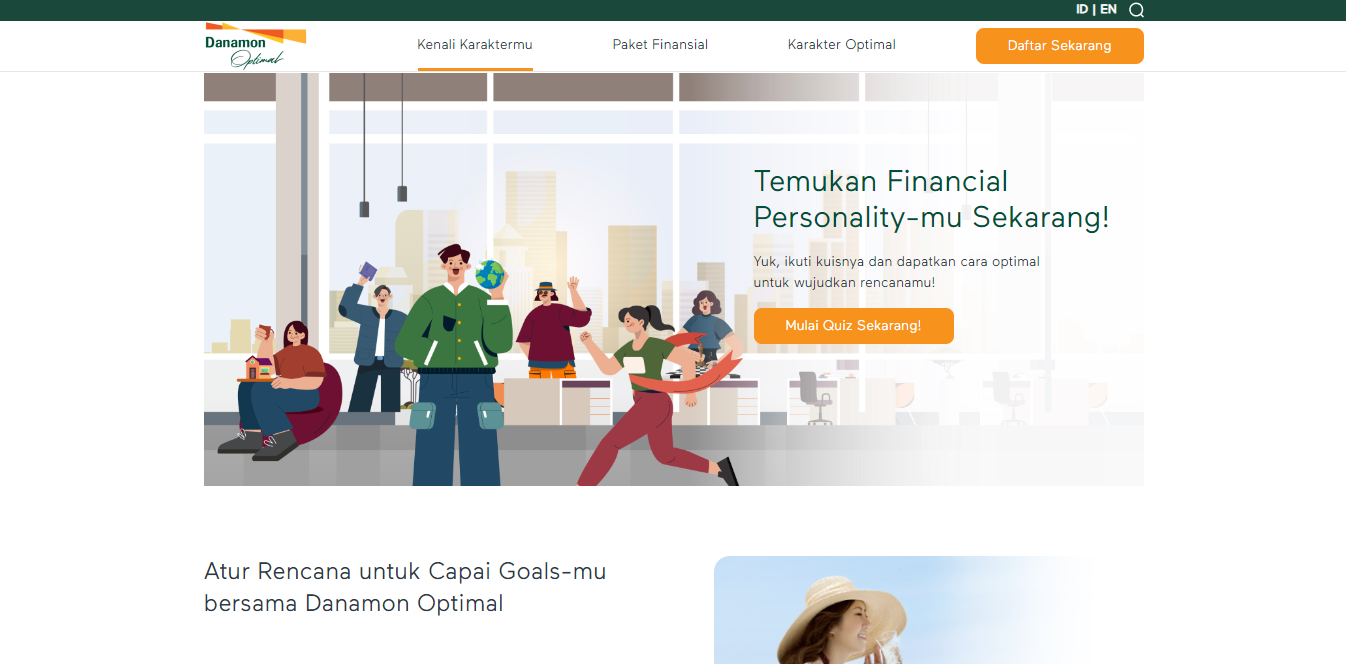 ID | EN
Danamon
Optimal
Kenali Karaktermu
Paket Finansial
Karakter Optimal
Daftar Sekarang
Temukan Financial
Personality-mu Sekarang!
Yuk, ikuti kuisnya dan dapatkan cara optimal
untuk wujudkan rencanamu!
Mulai Quiz Sekarang!
Atur Rencana untuk Capai Goals-mu
bersama Danamon Optimal